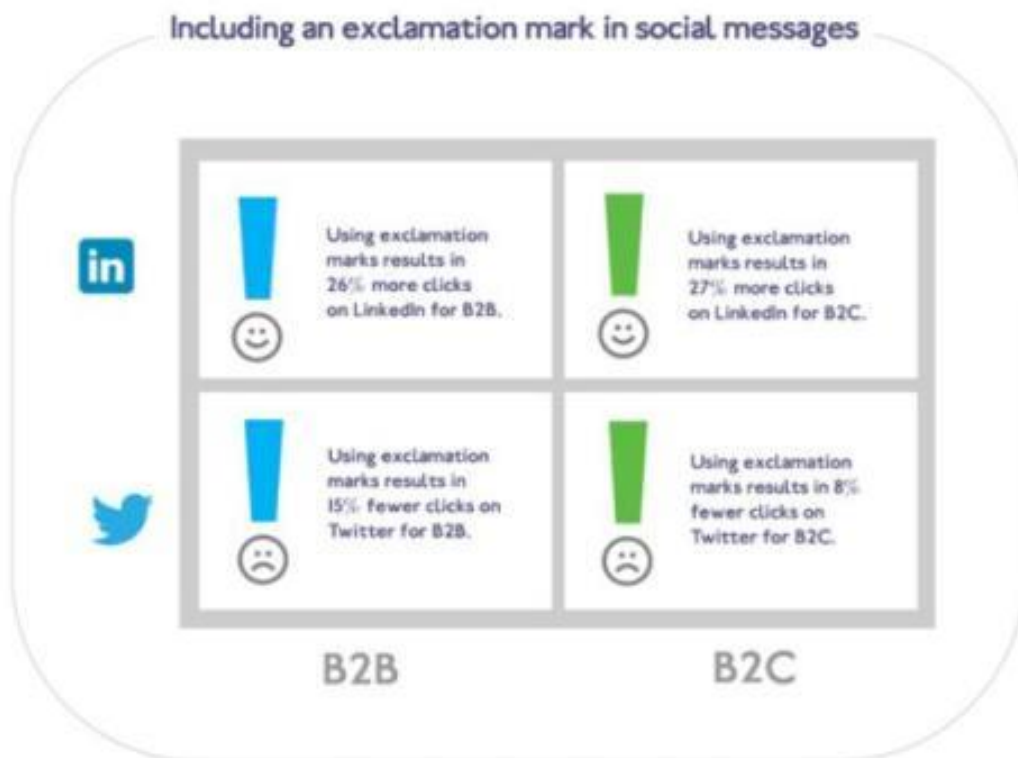 Including an exclamation mark in social messages
in
Using exclamation
marks results in
26% more clicks
on LinkedIn for B2B.
Using exclamation
marks results in
27% more clicks
on LinkedIn for B2C.
Using exclamation
marks results in
15% fewer clicks on
Twitter for B2B.
Using exclamation
marks results in 8%
fewer clicks on
Twitter for B2C.
B2B
B2C